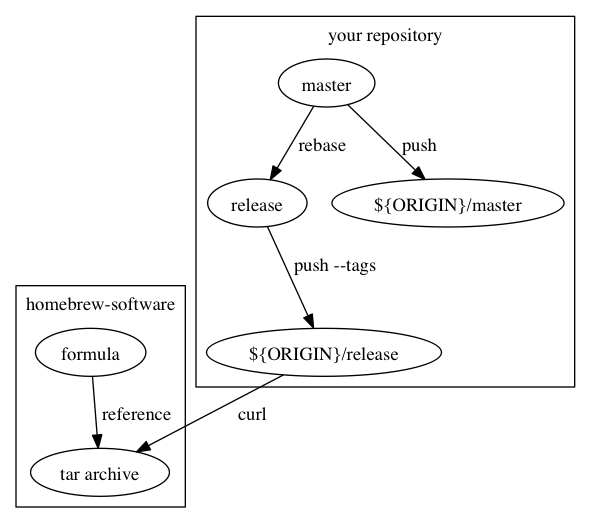 your repository
master
rebase
push
release
${ORIGIN}/master
push --tags
homebrew-software
formula
${ORIGIN}/release
reference
curl
tar archive